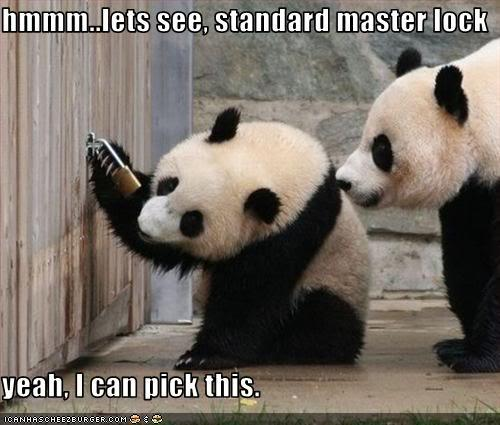 hmmm..lets see, standard master lock
yeah, I can pick this.
ICANHASCHEEZBURGER.COM